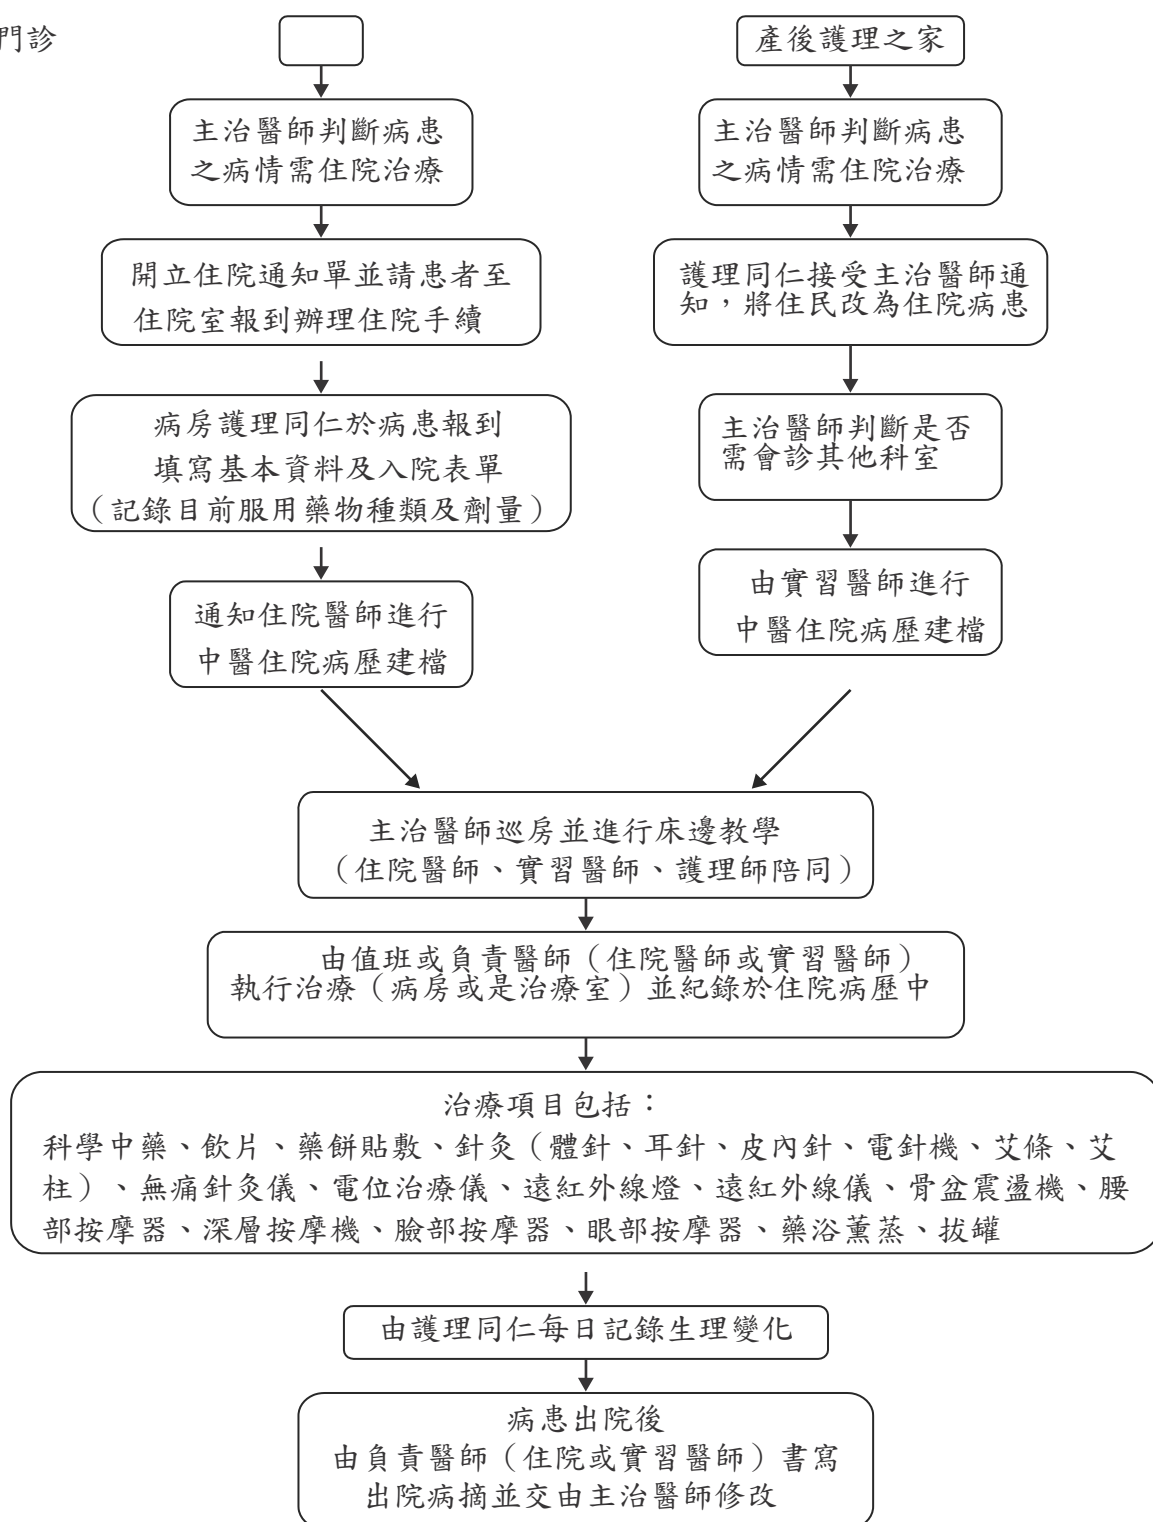 門診
產後護理之家
主治醫師判斷病患
之病情需住院治療
主治醫師判斷病患
之病情需住院治療
開立住院通知單並請患者至
住院室報到辦理住院手續
護理同仁接受主治醫師通
知，將住民改為住院病患
病房護理同仁於病患報到
填寫基本資料及入院表單
（記錄目前服用藥物種類及劑量）
主治醫師判斷是否
需會診其他科室
通知住院醫師進行
中醫住院病歷建檔
由實習醫師進行
中醫住院病歷建檔
主治醫師巡房並進行床邊教學
（住院醫師、實習醫師、護理師陪同）
由值班或負責醫師（住院醫師或實習醫師）
執行治療（病房或是治療室）並紀錄於住院病歷中
治療項目包括：
科學中藥、飲片、藥餅貼敷、針灸（體針、耳針、皮內針、電針機、艾條、艾
柱）、無痛針灸儀、電位治療儀、遠紅外線燈、遠紅外線儀、骨盆震盪機、腰
部按摩器、深層按摩機、臉部按摩器、眼部按摩器、藥浴薰蒸、拔罐
由護理同仁每日記錄生理變化
病患出院後
由負責醫師（住院或實習醫師）書寫
出院病摘並交由主治醫師修改